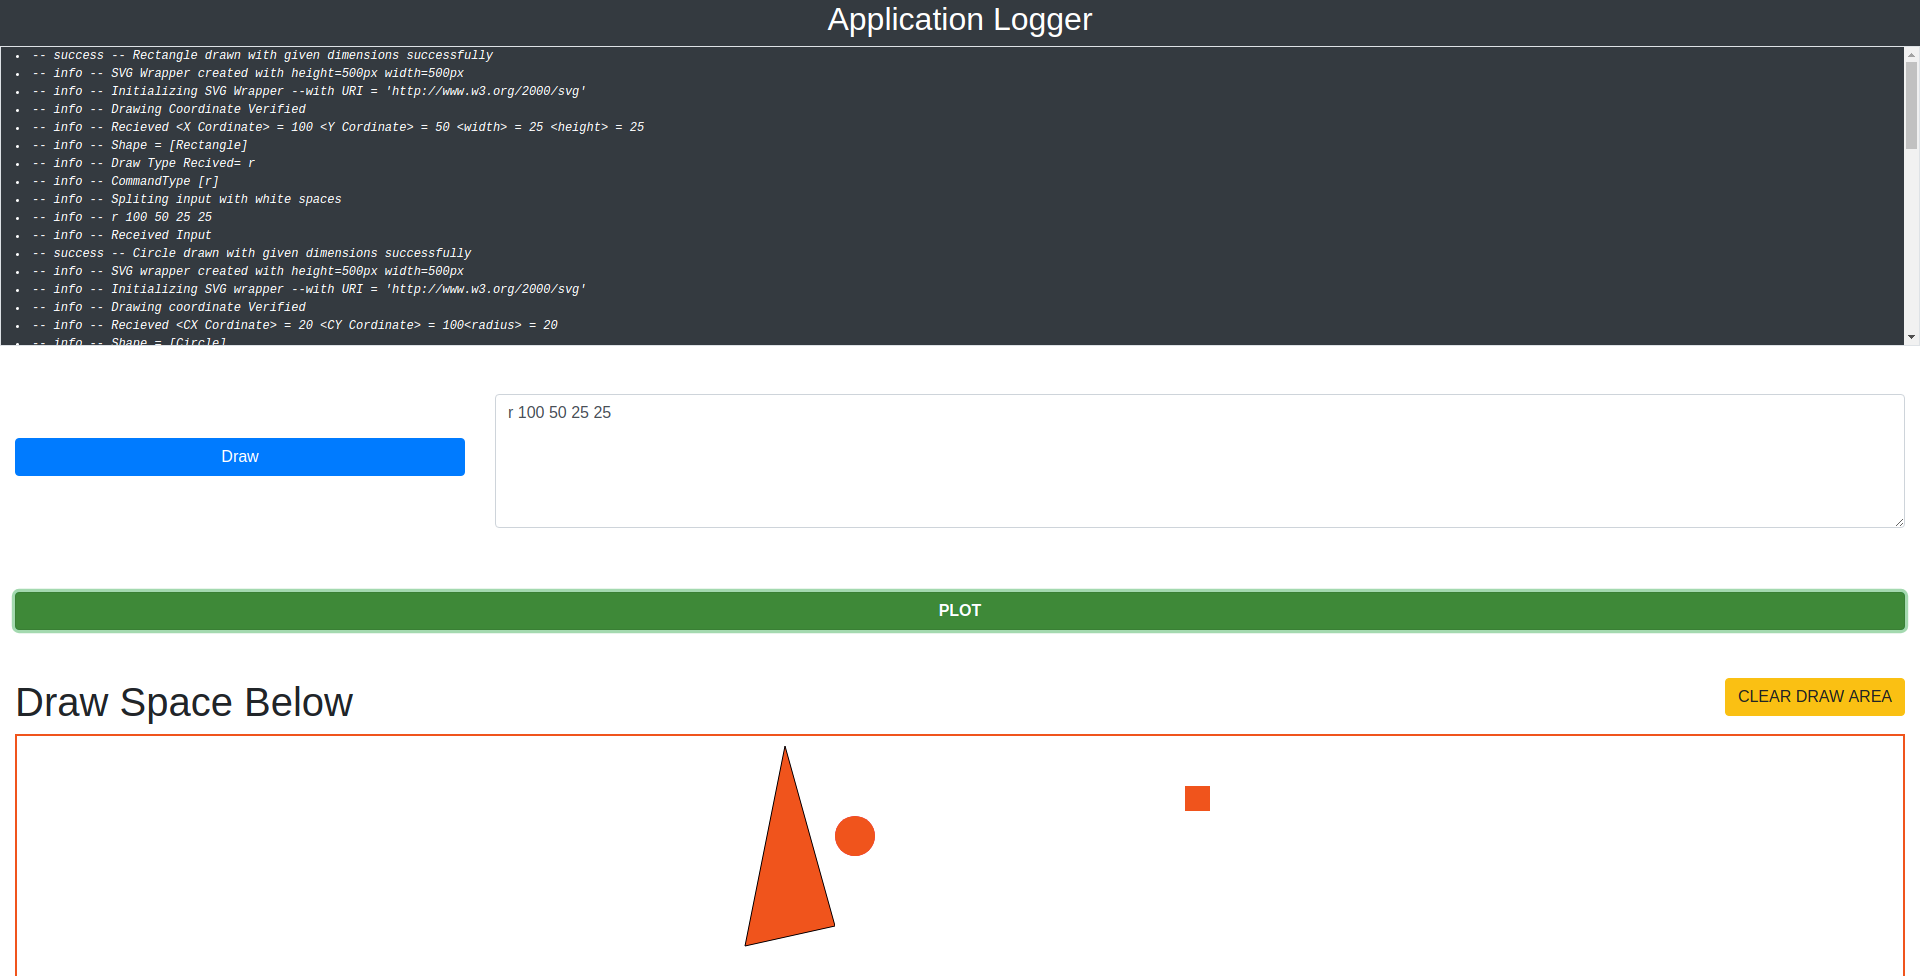 Application Logger
-- success -- Rectangle drawn with given dimensions successfully
-- info -- SVG Wrapper created with height=500px width=500px
-- info -- Initializing SVG Wrapper --with URI = 'http://www.w3.org/2000/svg'
-- info -- Drawing Coordinate Verified
-- info -- Recieved <X Cordinate> = 100 <Y Cordinate> = 50 <width> = 25 <height> = 25
-- info -- Shape = [Rectangle]
-- info -- Draw Type Recived= r
-- info -- CommandType [r]
-- info -- Spliting input with white spaces
-- info -- r 100 50 25 25
-- info -- Received Input
-- success -- Circle drawn with given dimensions successfully
-- info -- SVG wrapper created with height=500px width=500px
-- info -- Initializing SVG wrapper --with URI = 'http://www.w3.org/2000/svg'
-- info -- Drawing coordinate Verified
-- info -- Recieved <CX Cordinate> = 20 <CY Cordinate> = 100<radius> = 20
-- info -- Shape = [Circle]
r 100 50 25 25
Draw
PLOT
Draw Space Below
CLEAR DRAW AREA